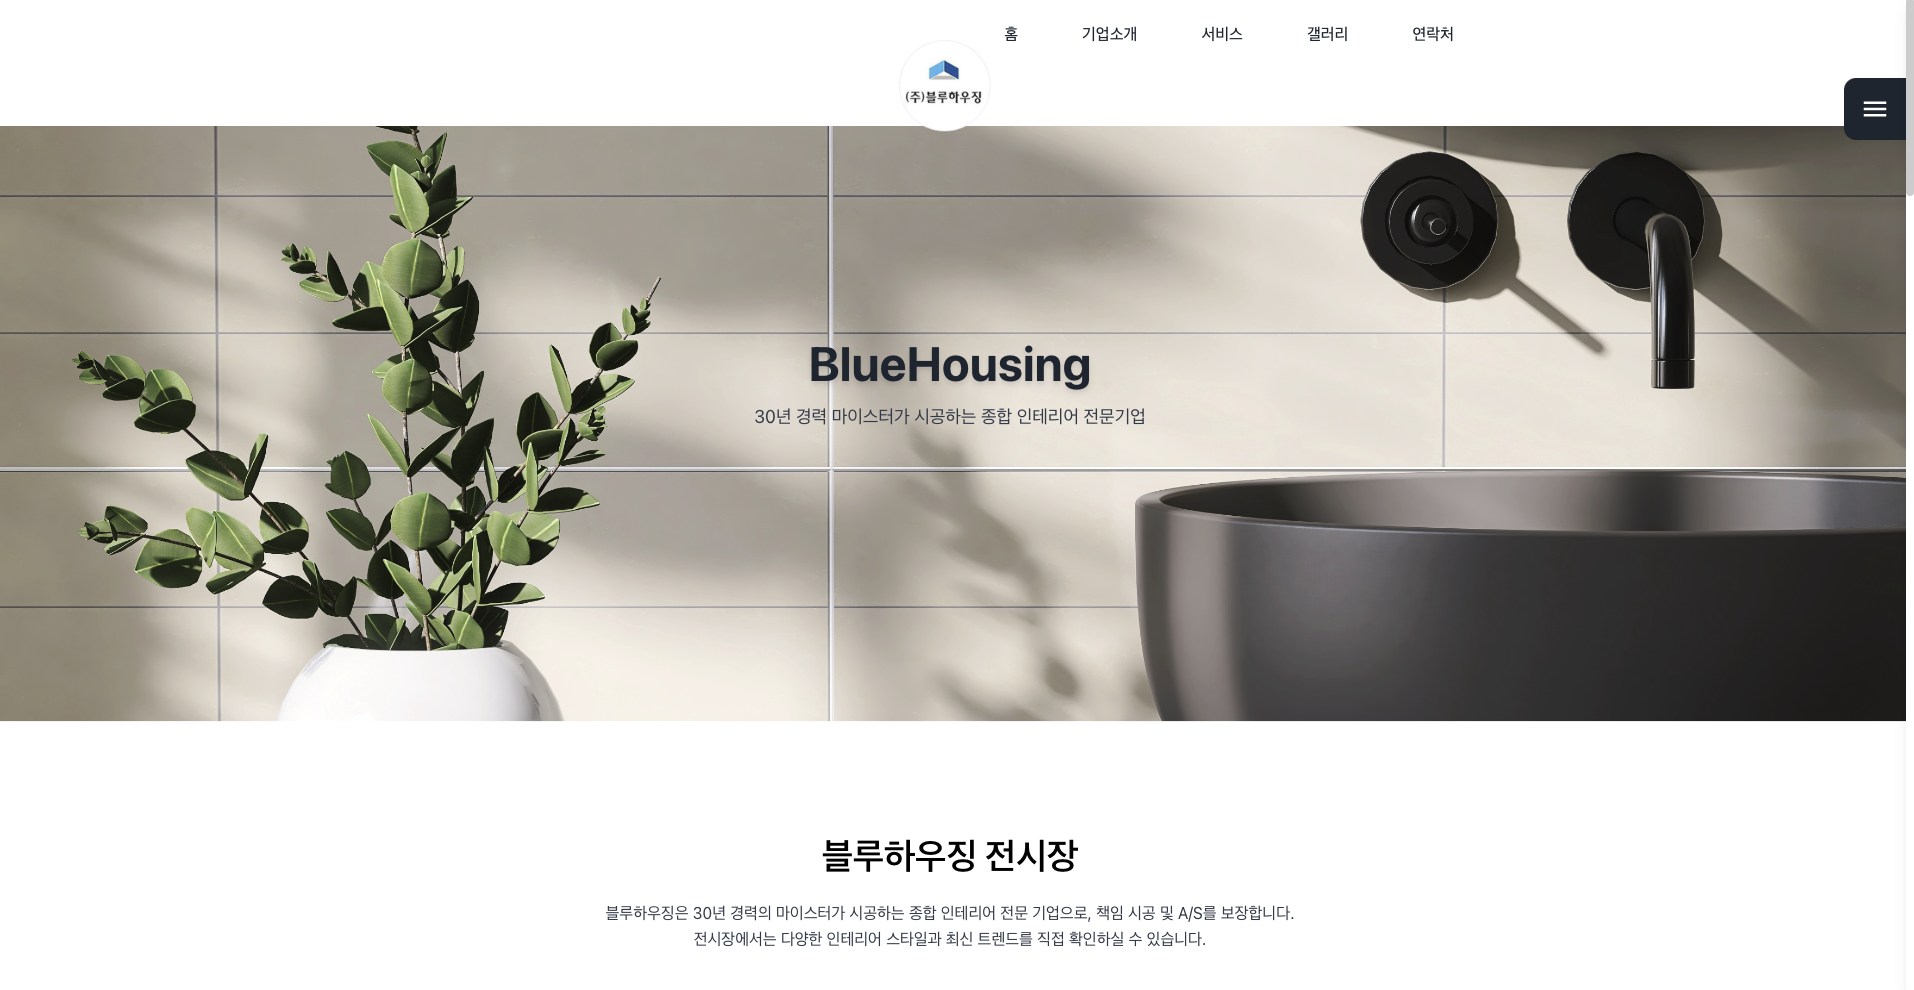 홈
기업소개
서비스
갤러리
연락처
(주)블루하우징
BlueHousing
30년 경력 마이스터가 시공하는 종합 인테리어 전문기업
블루하우징 전시장
블루하우징은 30년 경력의 마이스터가 시공하는 종합 인테리어 전문 기업으로, 책임 시공 및 A/S를 보장합니다.
전시장에서는 다양한 인테리어 스타일과 최신 트렌드를 직접 확인하실 수 있습니다.